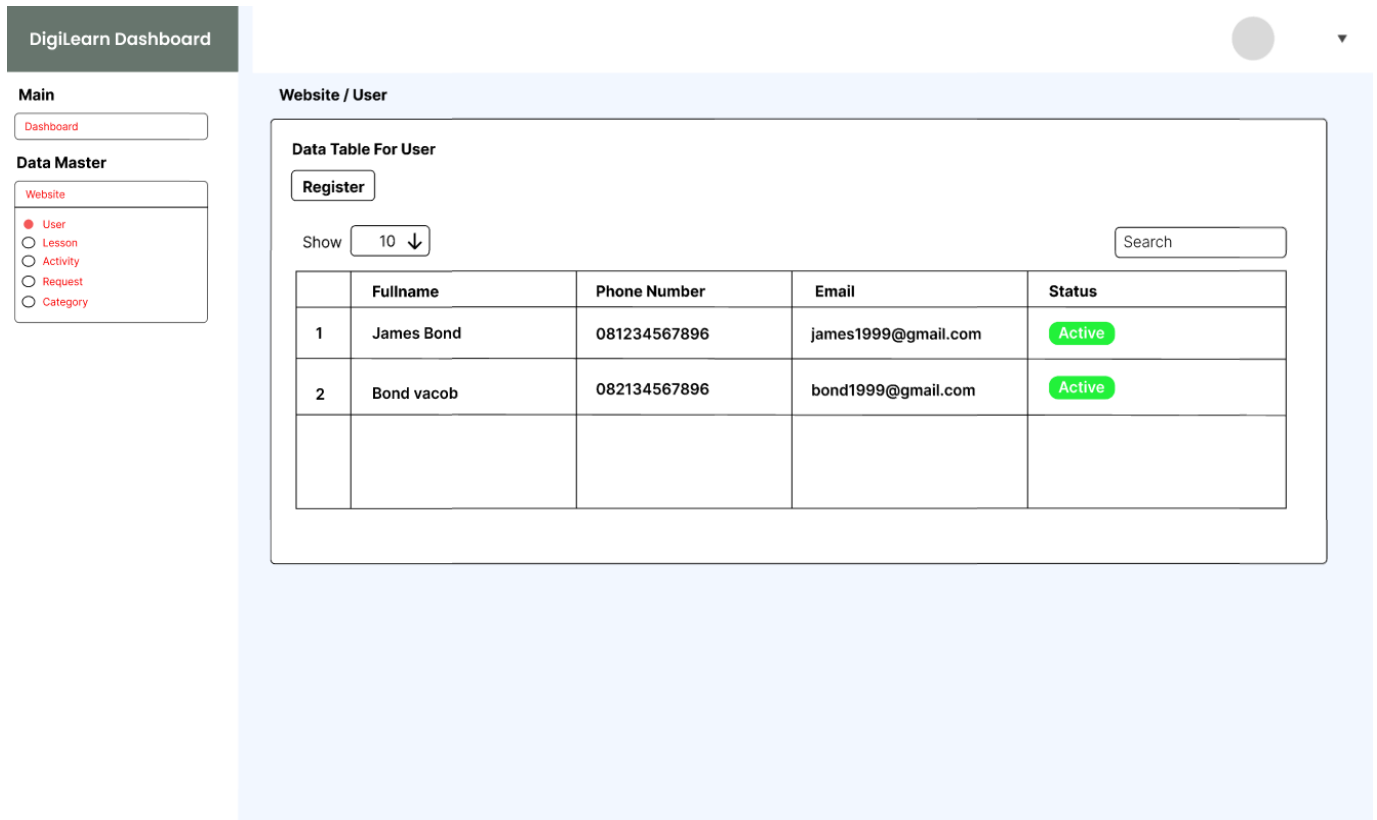 DigiLearn Dashboard
Main
Dashboard
Data Master
Website
User
Lesson
Activity
Request
Category
Website / User
Data Table For User
Register
Show 10
Search
Fullname Phone Number Email Status
1 James Bond 081234567896 james1999@gmail.com Active
2 Bond vacob 082134567896 bond1999@gmail.com Active